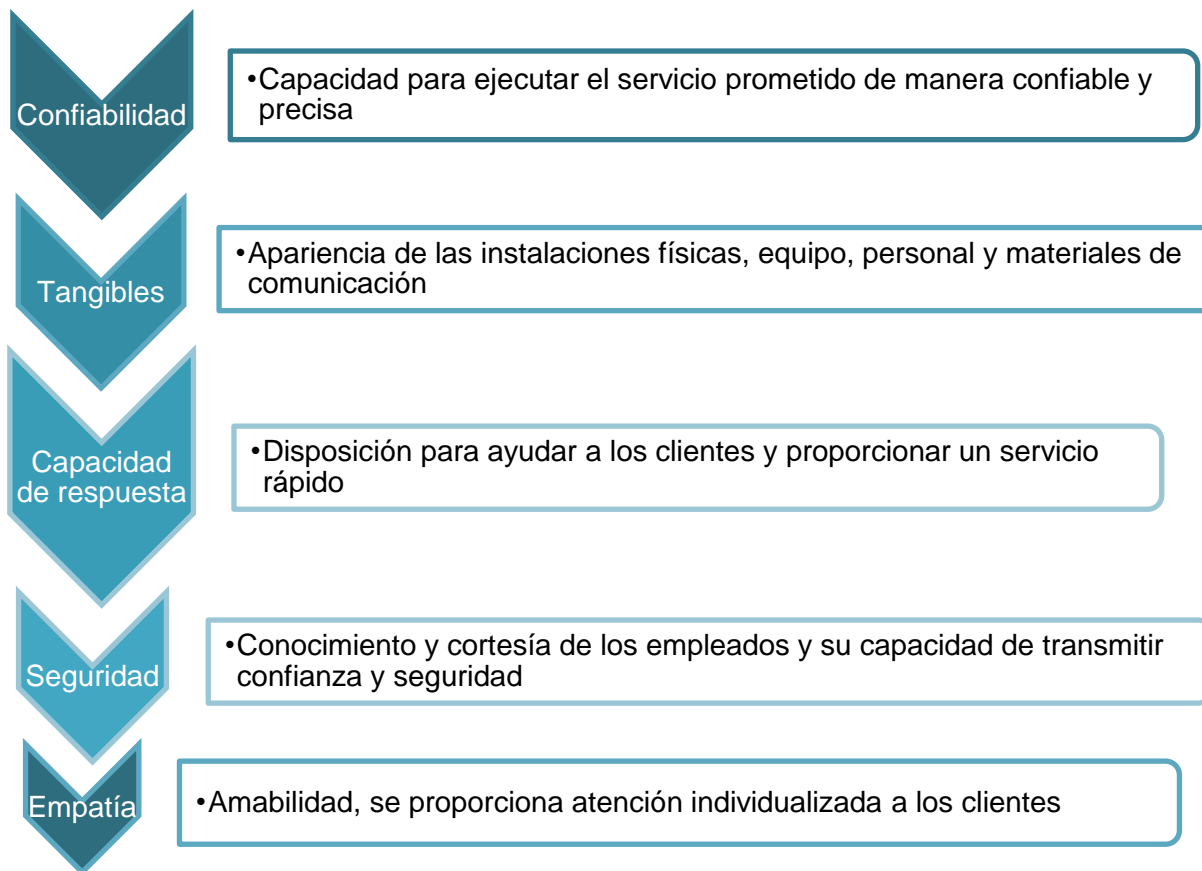 Confiabilidad
•Capacidad para ejecutar el servicio prometido de manera confiable y
precisa
Tangibles
•Apariencia de las instalaciones físicas, equipo, personal y materiales de
comunicación
Capacidad
de respuesta
•Disposición para ayudar a los clientes y proporcionar un servicio
rápido
Seguridad
•Conocimiento y cortesía de los empleados y su capacidad de transmitir
confianza y seguridad
Empatía
•Amabilidad, se proporciona atención individualizada a los clientes